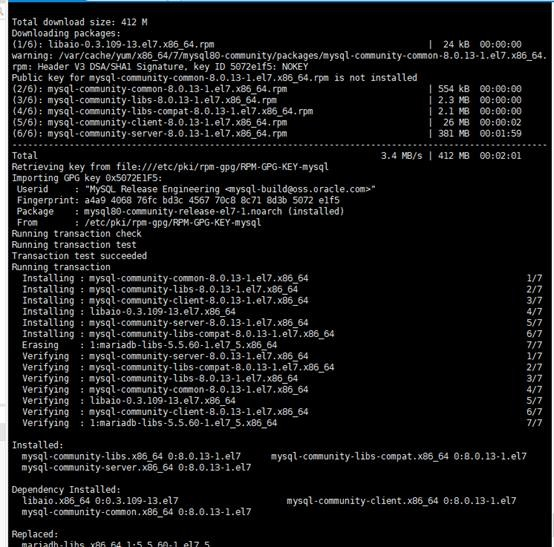 Total download size: 412 M
Downloading packages:
(1/6): libaio-0.3.109-13.el7.x86_64.rpm | 24 kB 00:00:00
warning: /var/cache/yum/x86_64/7/mysql80-community/packages/mysql-community-common-8.0.13-1.el7.x86_64.
rpm: Header V3 DSA/SHA1 Signature, key ID 5072e1f5: NOKEY
Public key for mysql-community-common-8.0.13-1.el7.x86_64.rpm is not installed
(2/6): mysql-community-common-8.0.13-1.el7.x86_64.rpm | 554 kB 00:00:00
(3/6): mysql-community-libs-8.0.13-1.el7.x86_64.rpm | 2.3 MB 00:00:00
(4/6): mysql-community-libs-compat-8.0.13-1.el7.x86_64.rpm | 2.1 MB 00:00:00
(5/6): mysql-community-client-8.0.13-1.el7.x86_64.rpm | 26 MB 00:00:02
(6/6): mysql-community-server-8.0.13-1.el7.x86_64.rpm | 381 MB 00:01:59
Total 3.4 MB/s | 412 MB 00:02:01
Retrieving key from file:///etc/pki/rpm-gpg/RPM-GPG-KEY-mysql
Importing GPG key 0x5072E1F5:
Userid : "MySQL Release Engineering <mysql-build@oss.oracle.com>"
Fingerprint: a4a9 4068 76fc bd3c 4567 70c8 8c71 8d3b 5072 e1f5
Package : mysql80-community-release-el7-1.noarch (installed)
From : /etc/pki/rpm-gpg/RPM-GPG-KEY-mysql
Running transaction check
Running transaction test
Transaction test succeeded
Running transaction
Installing : mysql-community-common-8.0.13-1.el7.x86_64 1/7
Installing : mysql-community-libs-8.0.13-1.el7.x86_64 2/7
Installing : mysql-community-client-8.0.13-1.el7.x86_64 3/7
Installing : libaio-0.3.109-13.el7.x86_64 4/7
Installing : mysql-community-server-8.0.13-1.el7.x86_64 5/7
Installing : mysql-community-libs-compat-8.0.13-1.el7.x86_64 6/7
Erasing : 1:mariadb-libs-5.5.60-1.el7_5.x86_64 7/7
Verifying : mysql-community-server-8.0.13-1.el7.x86_64 1/7
Verifying : mysql-community-libs-compat-8.0.13-1.el7.x86_64 2/7
Verifying : mysql-community-libs-8.0.13-1.el7.x86_64 3/7
Verifying : mysql-community-common-8.0.13-1.el7.x86_64 4/7
Verifying : libaio-0.3.109-13.el7.x86_64 5/7
Verifying : mysql-community-client-8.0.13-1.el7.x86_64 6/7
Verifying : 1:mariadb-libs-5.5.60-1.el7_5.x86_64 7/7
Installed:
mysql-community-libs.x86_64 0:8.0.13-1.el7 mysql-community-libs-compat.x86_64 0:8.0.13-1.el7
mysql-community-server.x86_64 0:8.0.13-1.el7
Dependency Installed:
libaio.x86_64 0:0.3.109-13.el7 mysql-community-client.x86_64 0:8.0.13-1.el7
mysql-community-common.x86_64 0:8.0.13-1.el7
Replaced:
mariadb-libs.x86_64 1:5.5.60-1.el7_5